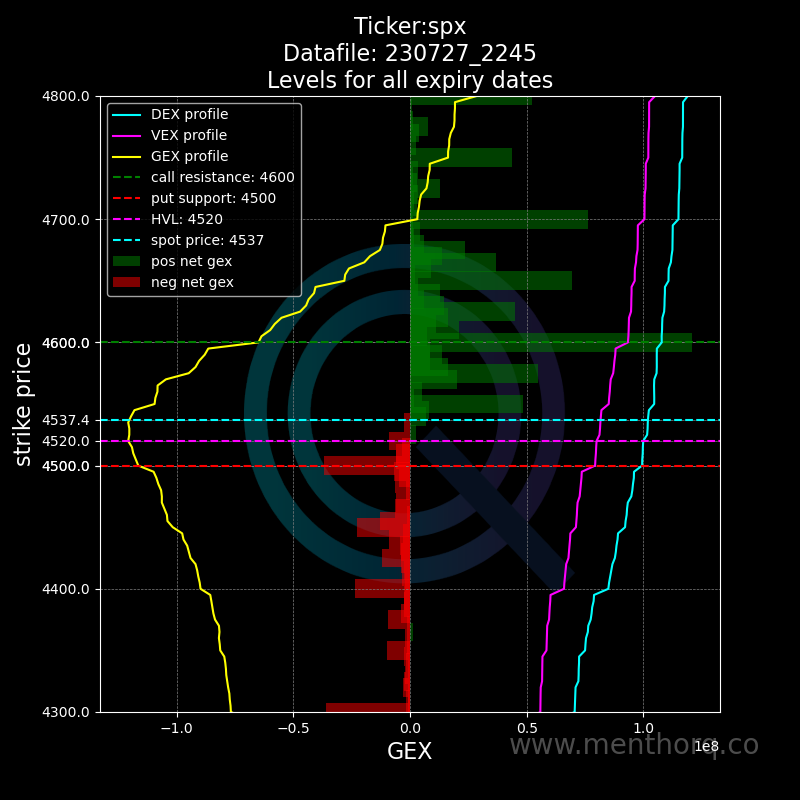 Ticker:spx
Datafile: 230727_2245
Levels for all expiry dates
DEX profile
VEX profile
GEX profile
call resistance: 4600
put support: 4500
HVL: 4520
spot price: 4537
pos net gex
neg net gex
4800.0
4700.0
4600.0
4537.4
4520.0
4500.0
4400.0
4300.0
strike price
−1.0 −0.5 0.0 0.5 1.0
1e8
GEX
www.menthorq.co